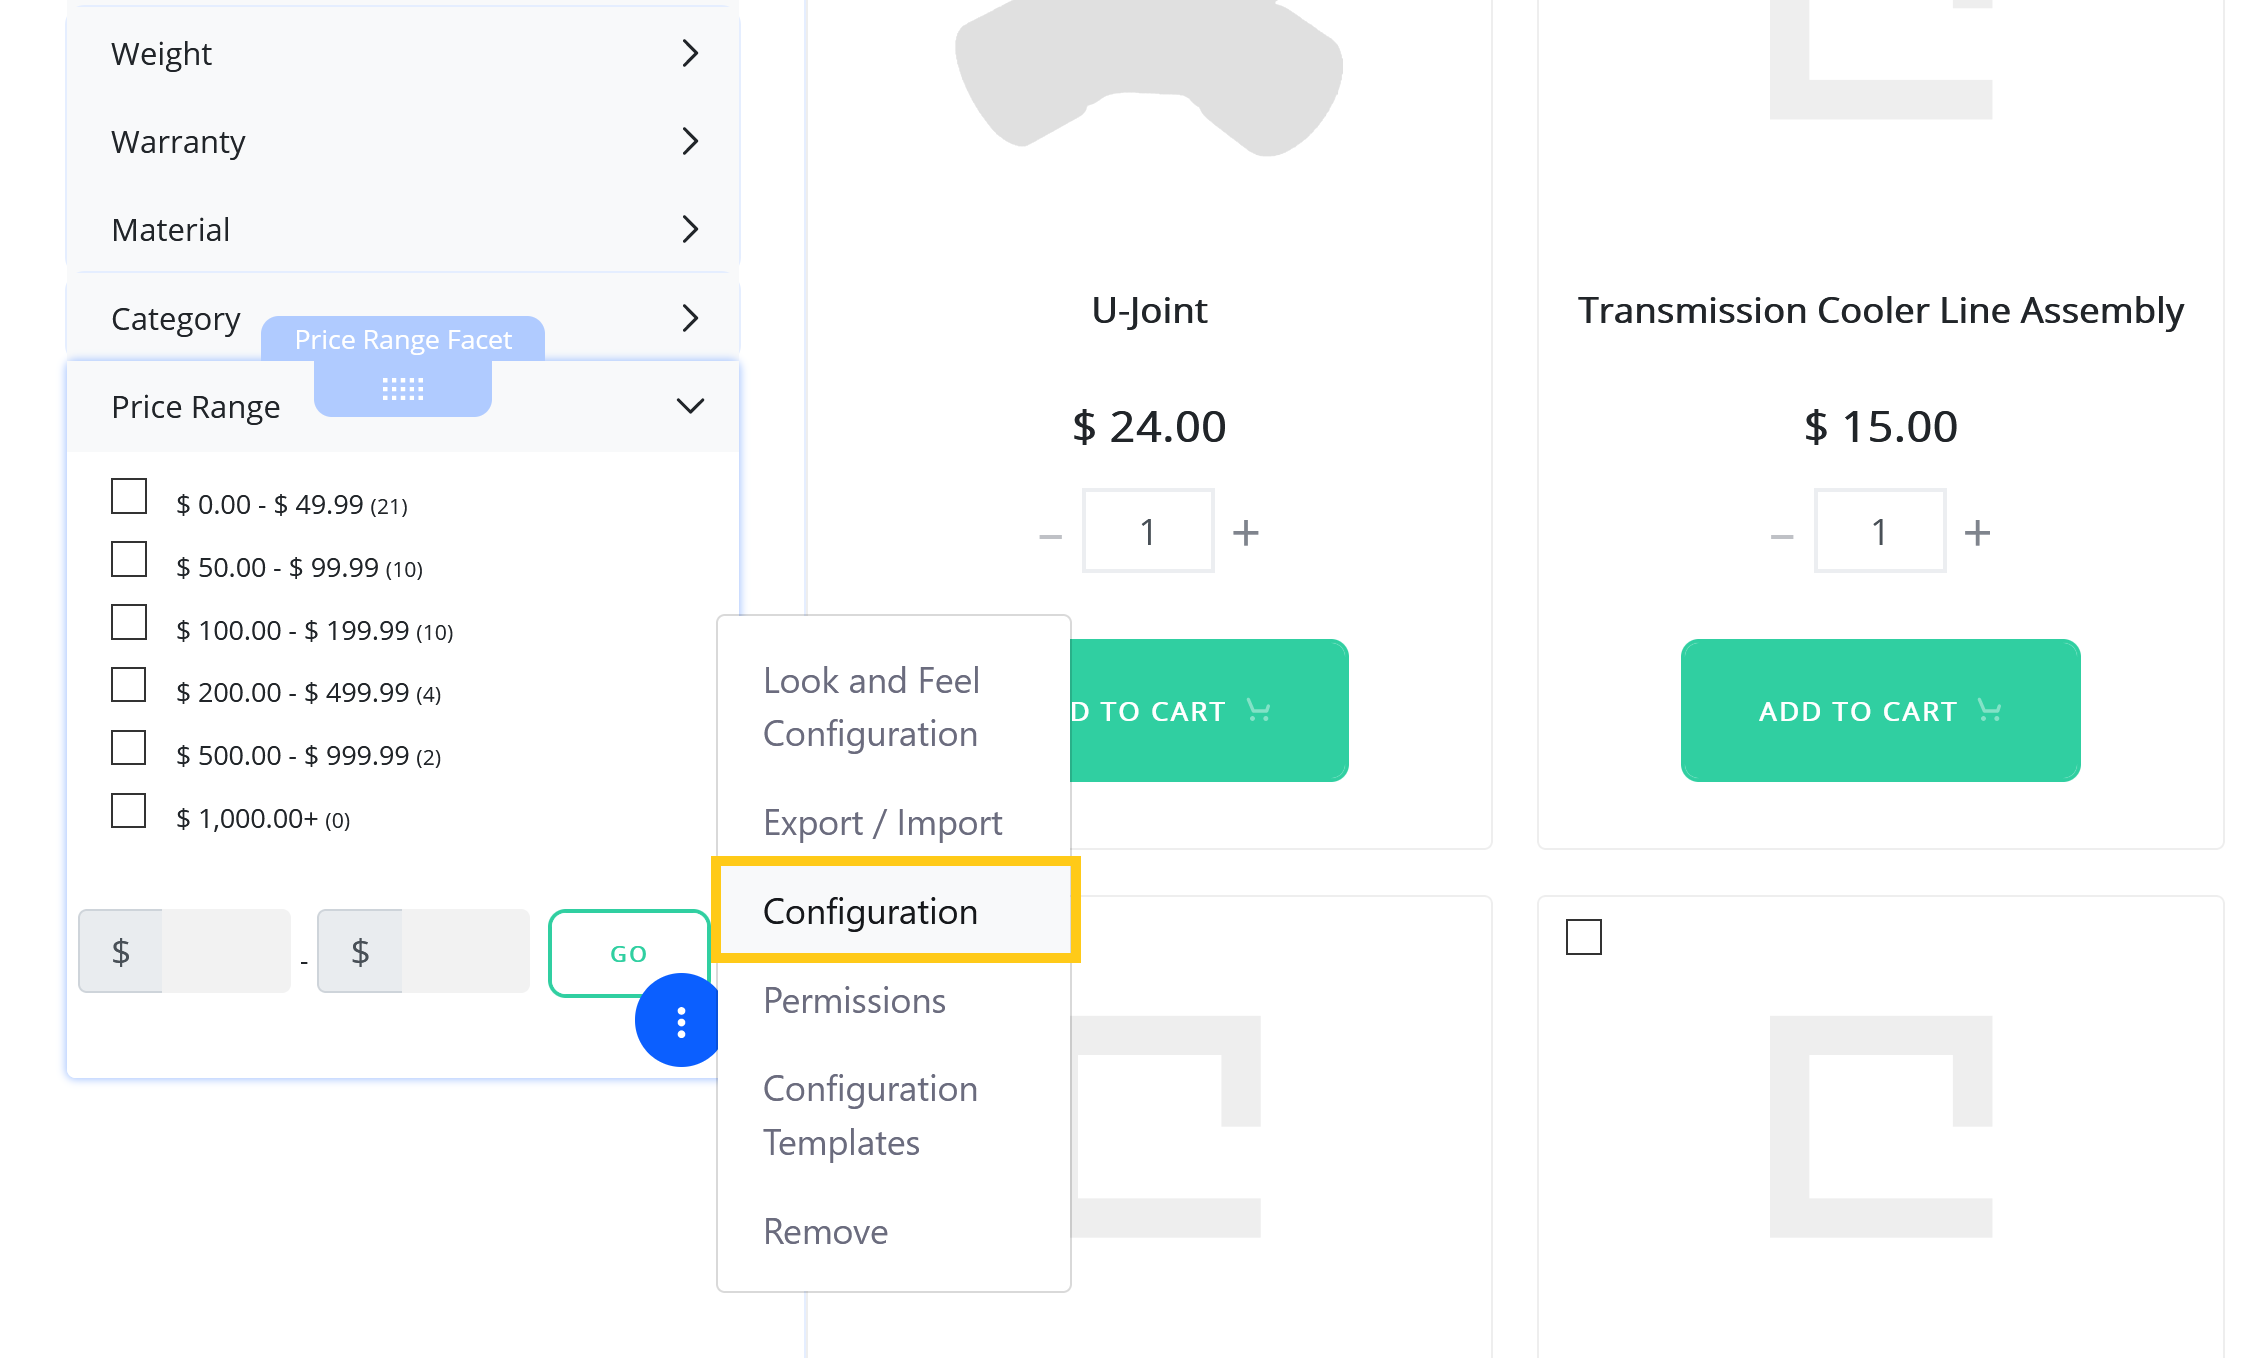 Weight
Warranty
Material
Category
Price Range Facet
Price Range
$ 0.00 - $ 49.99 (21)
$ 50.00 - $ 99.99 (10)
$ 100.00 - $ 199.99 (10)
$ 200.00 - $ 499.99 (4)
$ 500.00 - $ 999.99 (2)
$ 1,000.00+ (0)
$ - $ GO
Look and Feel
Configuration
Export / Import
Configuration
Permissions
Configuration
Templates
Remove
U-Joint
$ 24.00
– 1 +
D TO CART
Transmission Cooler Line Assembly
$ 15.00
– 1 +
ADD TO CART